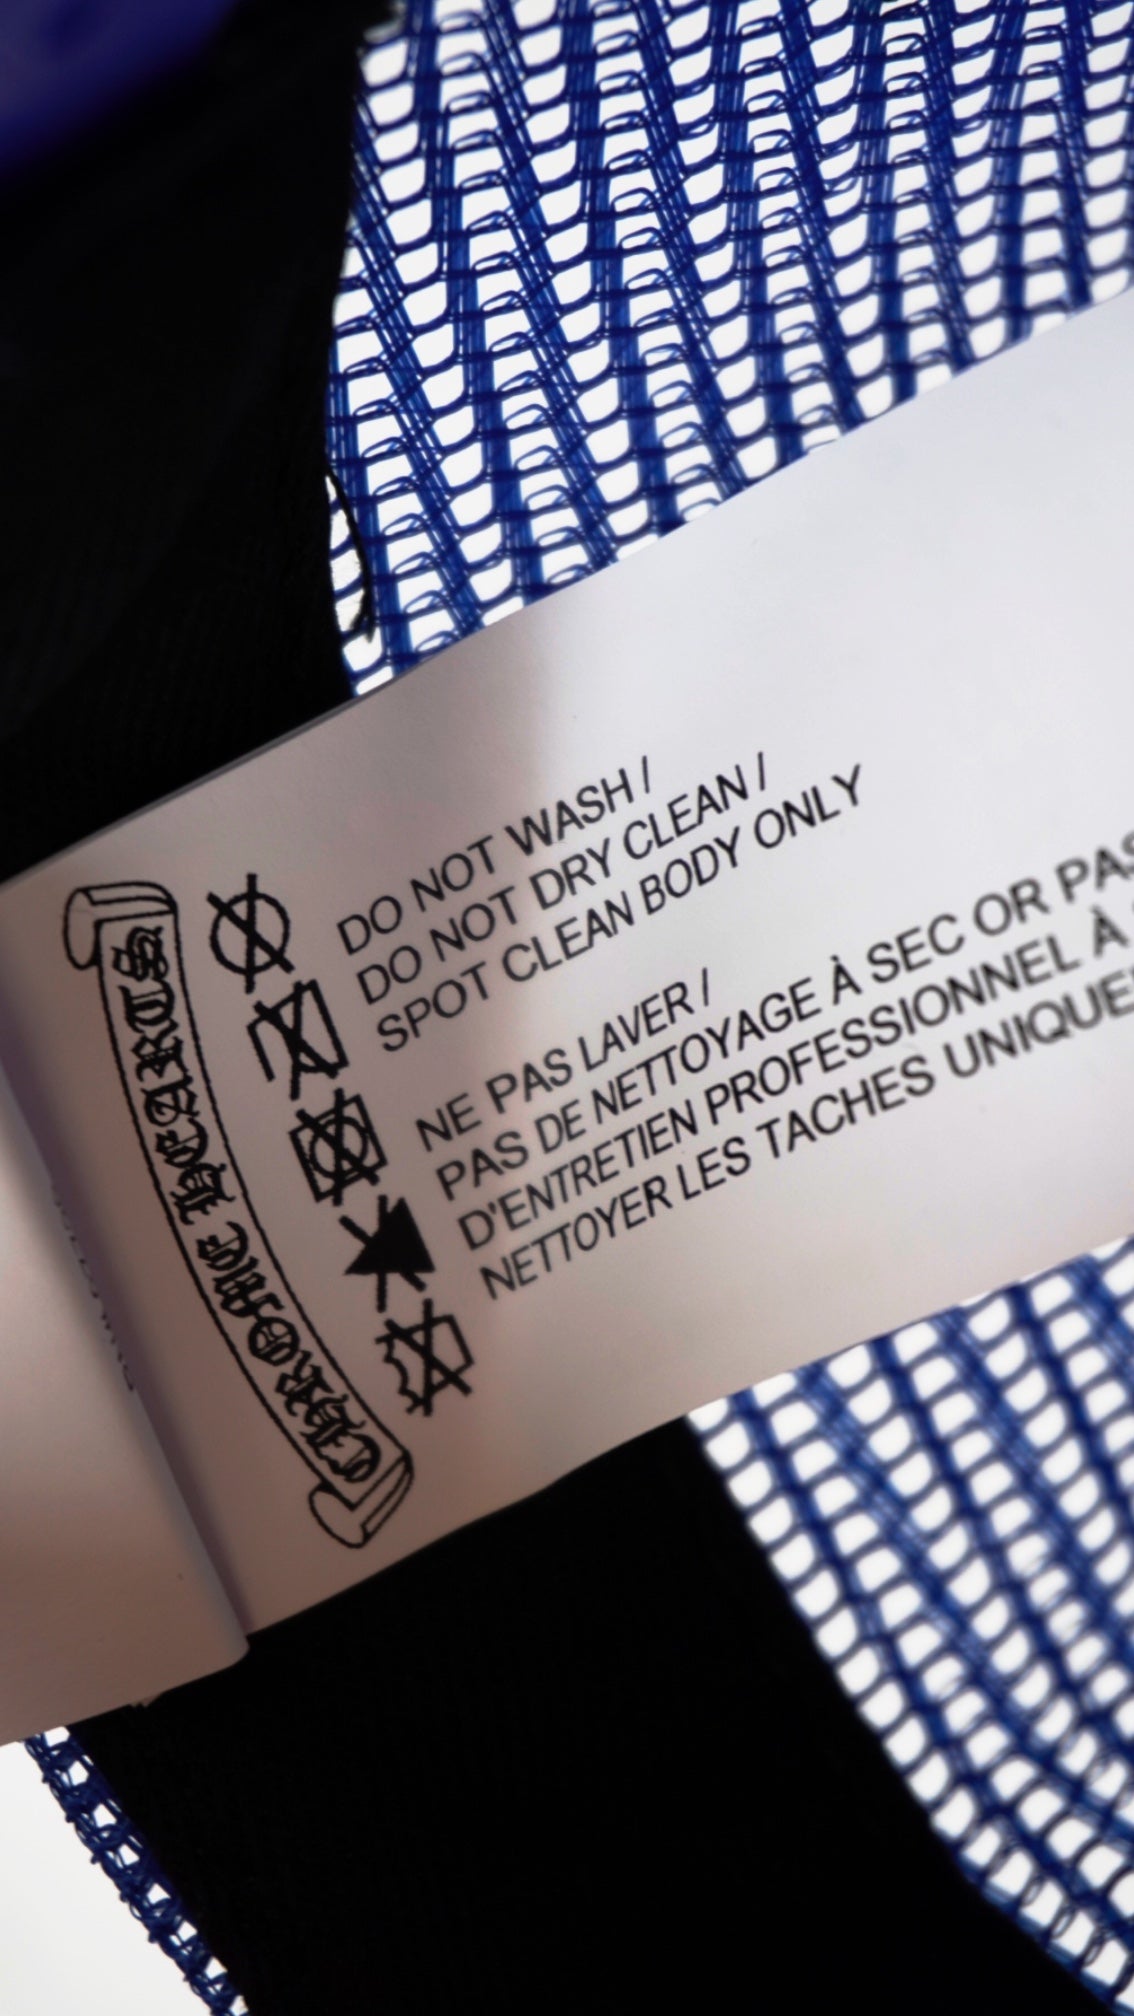 CHROME HEARTS
DO NOT WASH /
DO NOT DRY CLEAN /
SPOT CLEAN BODY ONLY
NE PAS LAVER /
PAS DE NETTOYAGE À SEC OR PAS
D'ENTRETIEN PROFESSIONNEL À
NETTOYER LES TACHES UNIQUE